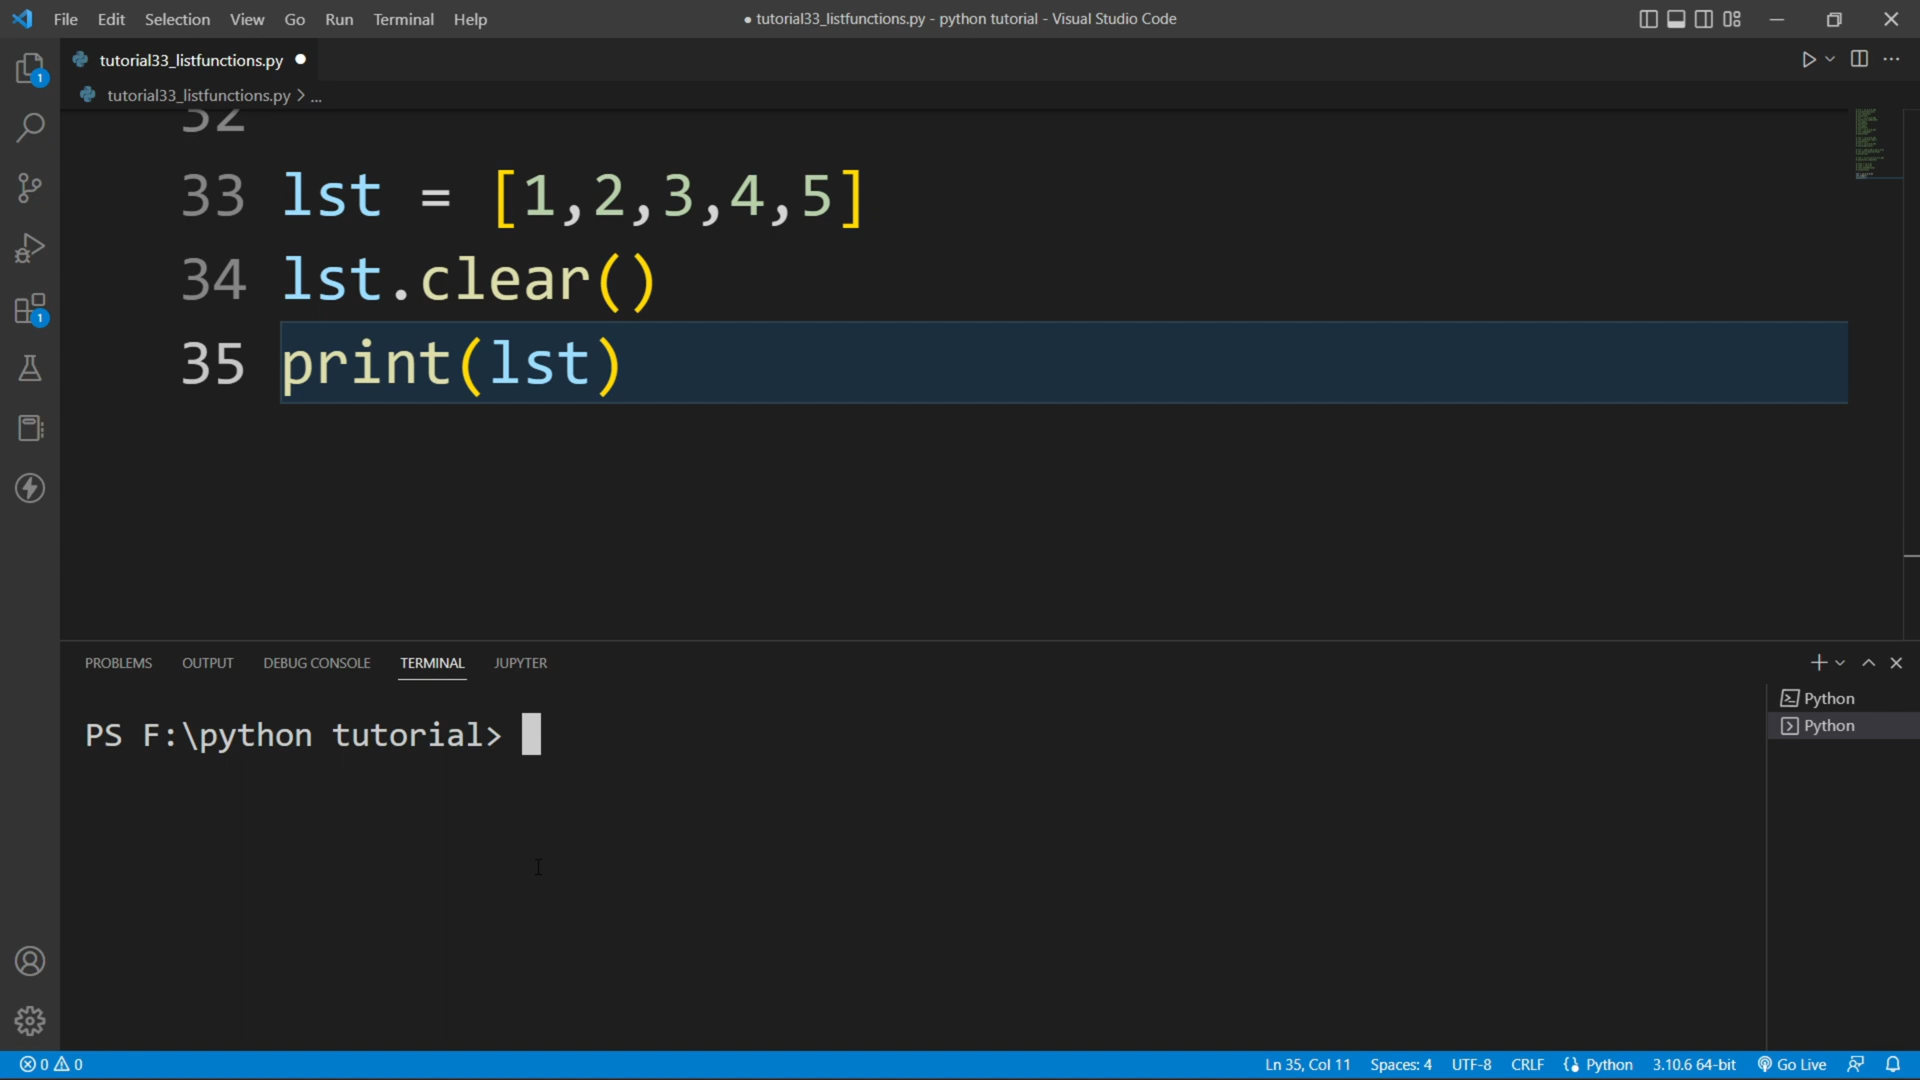 File Edit Selection View Go Run Terminal Help
● tutorial33_listfunctions.py - python tutorial - Visual Studio Code
tutorial33_listfunctions.py
tutorial33_listfunctions.py > ...
32
33 lst = [1,2,3,4,5]
34 lst.clear()
35 print(lst)
1
1
PROBLEMS OUTPUT DEBUG CONSOLE TERMINAL JUPYTER
PS F:\python tutorial>
Python
Python
0 0 Ln 35, Col 11 Spaces: 4 UTF-8 CRLF Python 3.10.6 64-bit Go Live